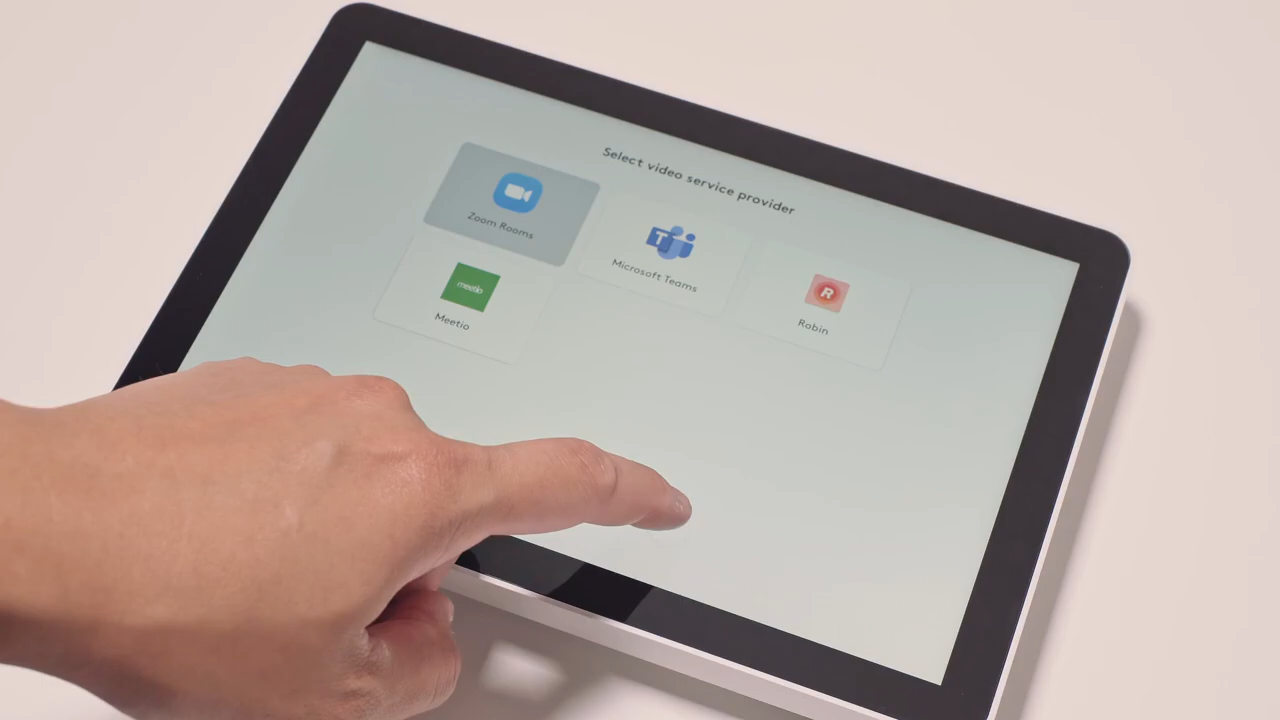 Select video service provider
Zoom Rooms
T
Microsoft Teams
R
Robin
meetio
Meetio